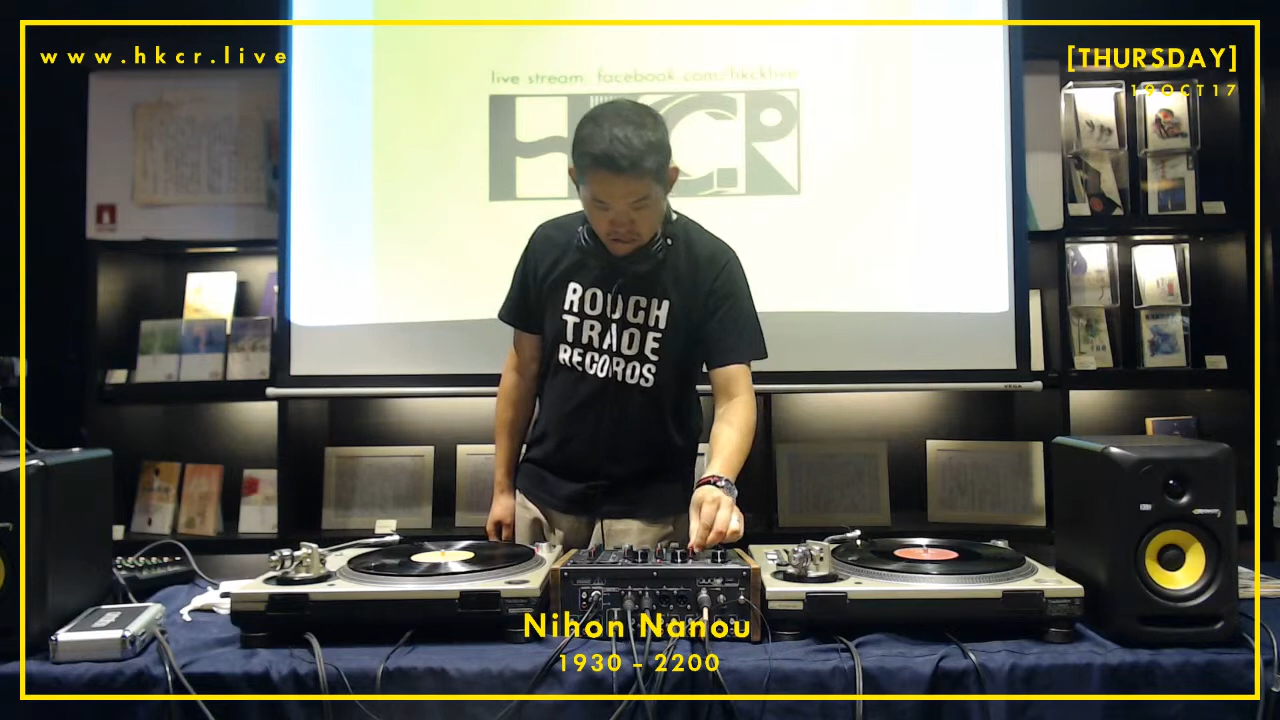 www.hkcr.live
[THURSDAY]
19OCT17
live stream: facebook.com/hkcrlive
HKCR
ROUGH
TRADE
RECORDS
Nihon Nanou
1930 – 2200